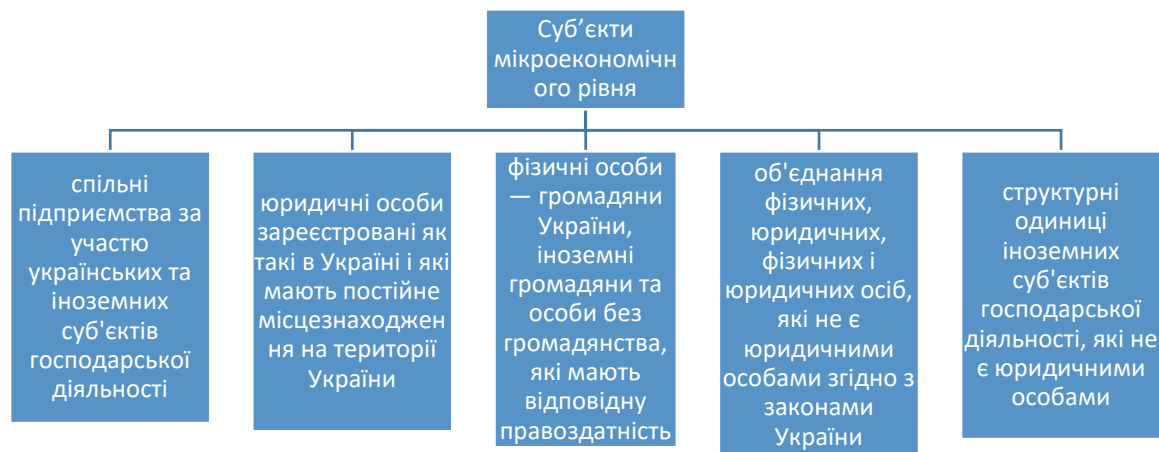 Суб’єкти
мікроекономічн
ого рівня
спільні
підприємства за
участю
українських та
іноземних
суб'єктів
господарської
діяльності
юридичні особи
зареєстровані як
такі в Україні і які
мають постійне
місцезнаходжен
ня на території
України
фізичні особи
— громадяни
України,
іноземні
громадяни та
особи без
громадянства,
які мають
відповідну
правоздатність
об'єднання
фізичних,
юридичних,
фізичних і
юридичних осіб,
які не є
юридичними
особами згідно з
законами
України
структурні
одиниці
іноземних
суб'єктів
господарської
діяльності, які не
є юридичними
особами